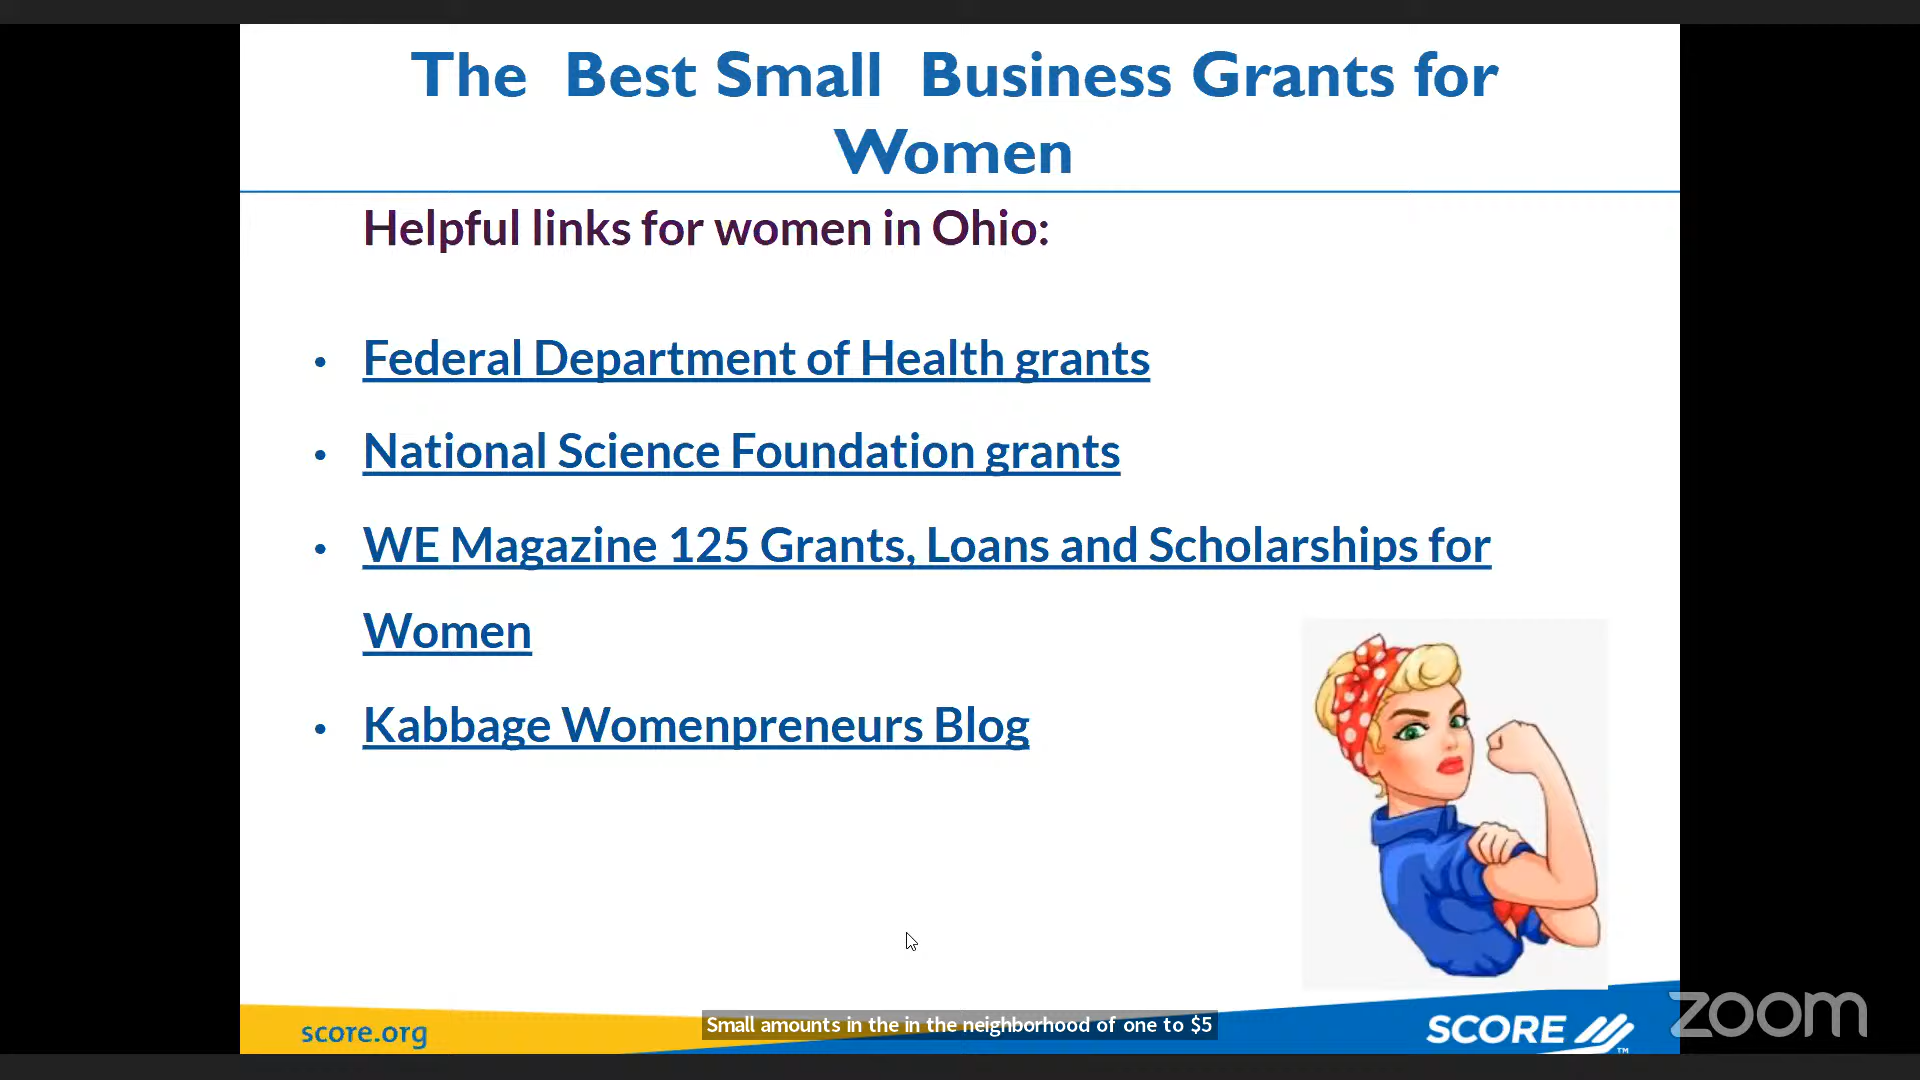 The Best Small Business Grants for
Women
Helpful links for women in Ohio:
• Federal Department of Health grants
• National Science Foundation grants
• WE Magazine 125 Grants, Loans and Scholarships for
Women
• Kabbage Womenpreneurs Blog
score.org
Small amounts in the in the neighborhood of one to $5
SCORE TM
zoom